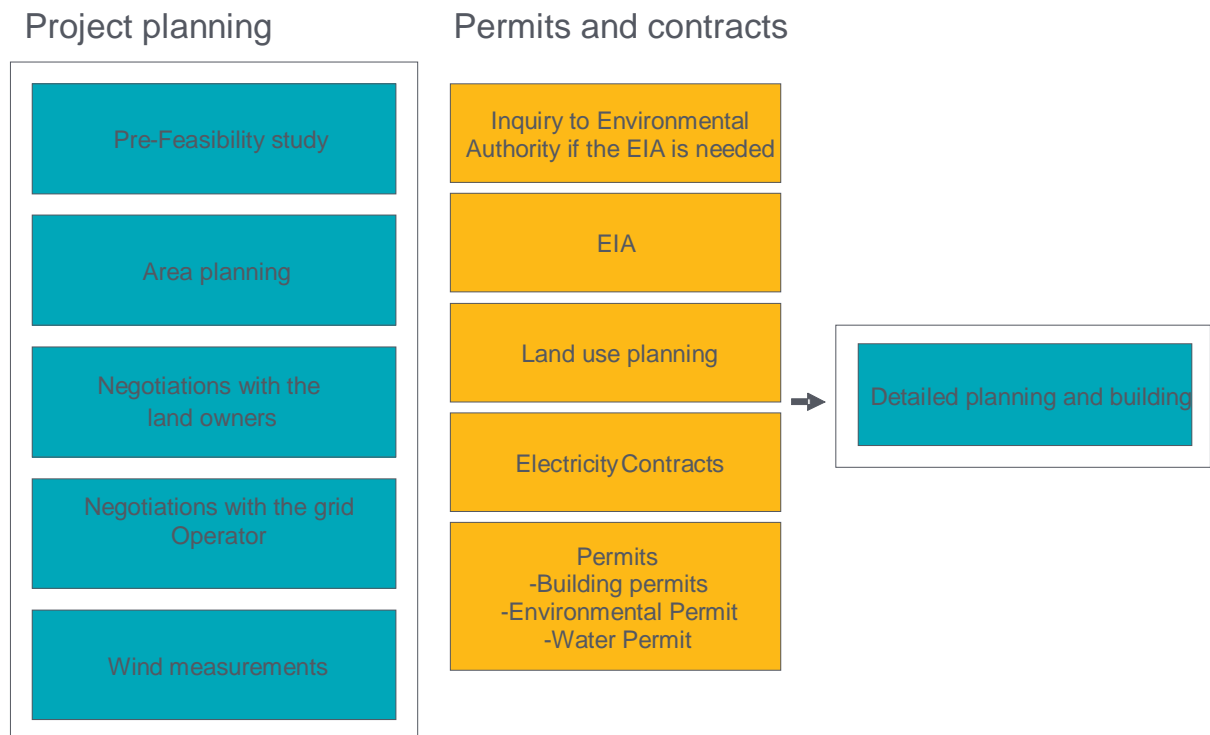 Project planning
Pre-Feasibility study
Area planning
Negotiations with the
land owners
Negotiations with the grid
Operator
Wind measurements
Permits and contracts
Inquiry to Environmental
Authority if the EIA is needed
EIA
Land use planning
Electricity Contracts
Permits
-Building permits
-Environmental Permit
-Water Permit
Detailed planning and building